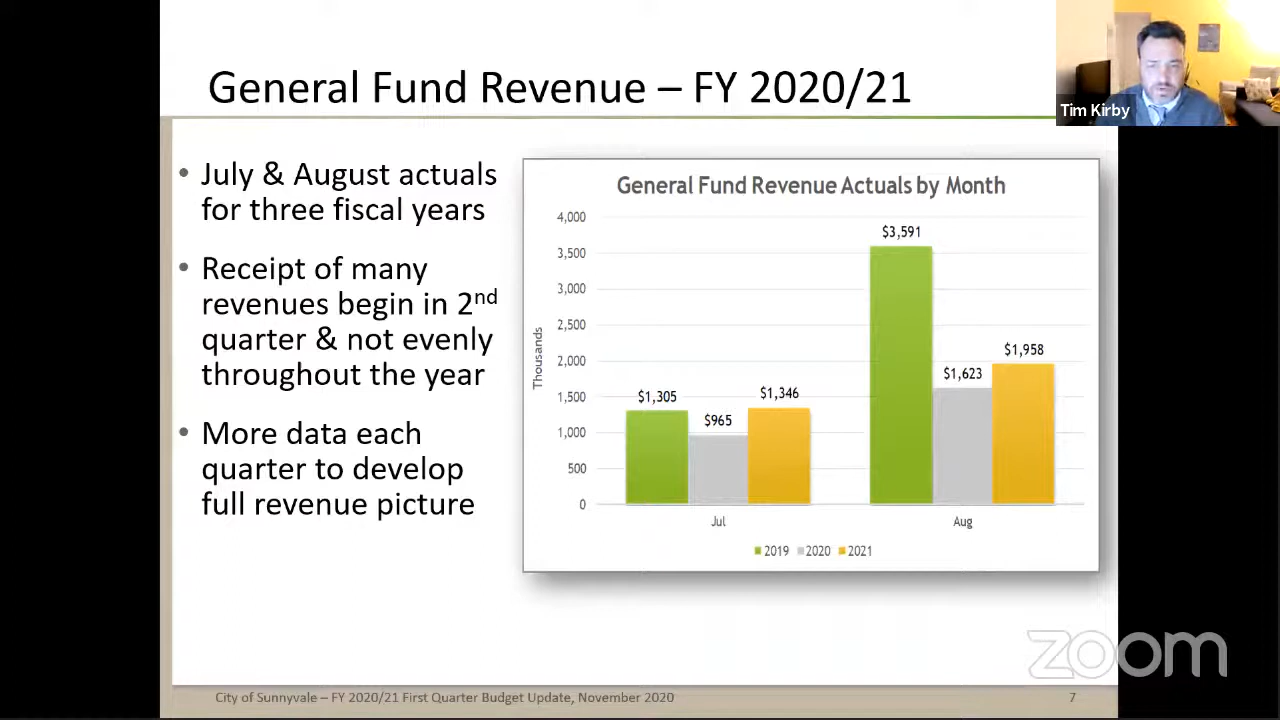 General Fund Revenue – FY 2020/21
Tim Kirby
• July & August actuals
for three fiscal years
• Receipt of many
revenues begin in 2nd
quarter & not evenly
throughout the year
• More data each
quarter to develop
full revenue picture
General Fund Revenue Actuals by Month
Thousands
4,000
3,500
3,000
2,500
2,000
1,500
1,000
500
0
$1,305
$965
$1,346
$3,591
$1,623
$1,958
Jul
Aug
2019 2020 2021
zoom
City of Sunnyvale – FY 2020/21 First Quarter Budget Update, November 2020
7